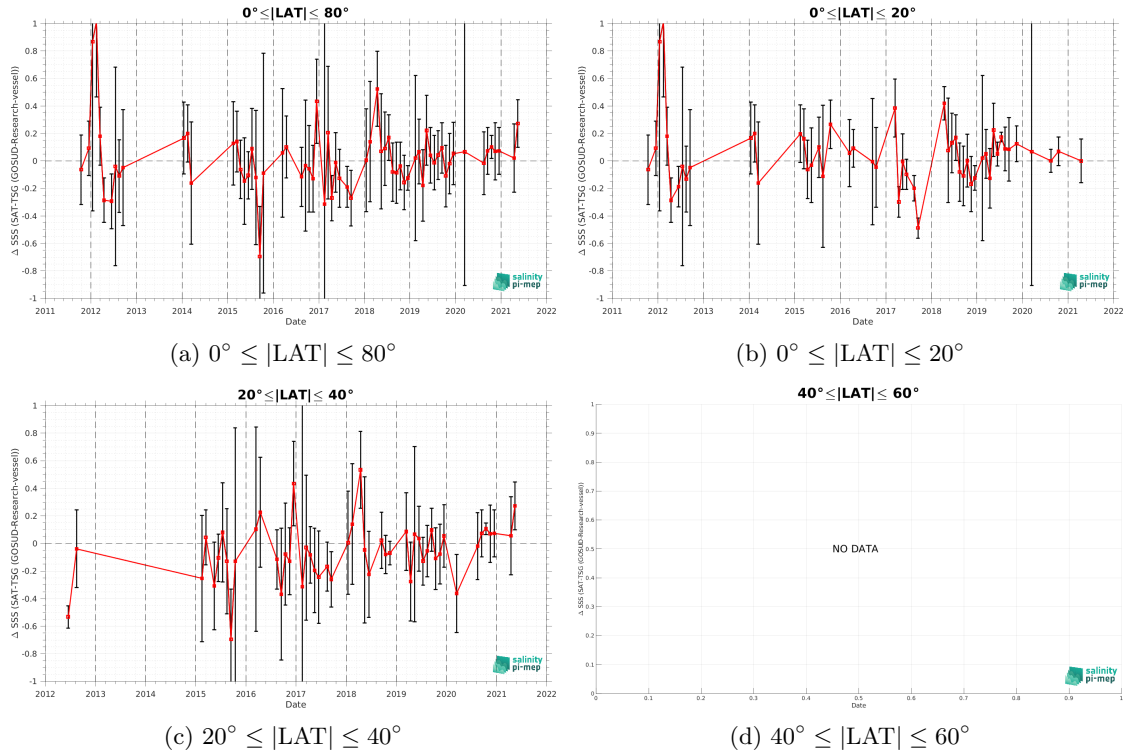 0°≤|LAT|≤ 80°
1
0.8
0.6
0.4
0.2
0
-0.2
-0.4
-0.6
-0.8
-1
Δ SSS (SAT-TSG (GOSUD-Research-vessel))
2011 2012 2013 2014 2015 2016 2017 2018 2019 2020 2021 2022
Date
salinity
pi-mep
(a) 0° ≤ |LAT| ≤ 80°
0°≤|LAT|≤ 20°
1
0.8
0.6
0.4
0.2
0
-0.2
-0.4
-0.6
-0.8
-1
Δ SSS (SAT-TSG (GOSUD-Research-vessel))
2011 2012 2013 2014 2015 2016 2017 2018 2019 2020 2021 2022
Date
salinity
pi-mep
(b) 0° ≤ |LAT| ≤ 20°
20°≤|LAT|≤ 40°
1
0.8
0.6
0.4
0.2
0
-0.2
-0.4
-0.6
-0.8
-1
Δ SSS (SAT-TSG (GOSUD-Research-vessel))
2012 2013 2014 2015 2016 2017 2018 2019 2020 2021 2022
Date
salinity
pi-mep
(c) 20° ≤ |LAT| ≤ 40°
40°≤|LAT|≤ 60°
1
0.9
0.8
0.7
0.6
0.5
0.4
0.3
0.2
0.1
0
Δ SSS (SAT-TSG (GOSUD-Research-vessel))
NO DATA
0 0.1 0.2 0.3 0.4 0.5 0.6 0.7 0.8 0.9 1
Date
salinity
pi-mep
(d) 40° ≤ |LAT| ≤ 60°